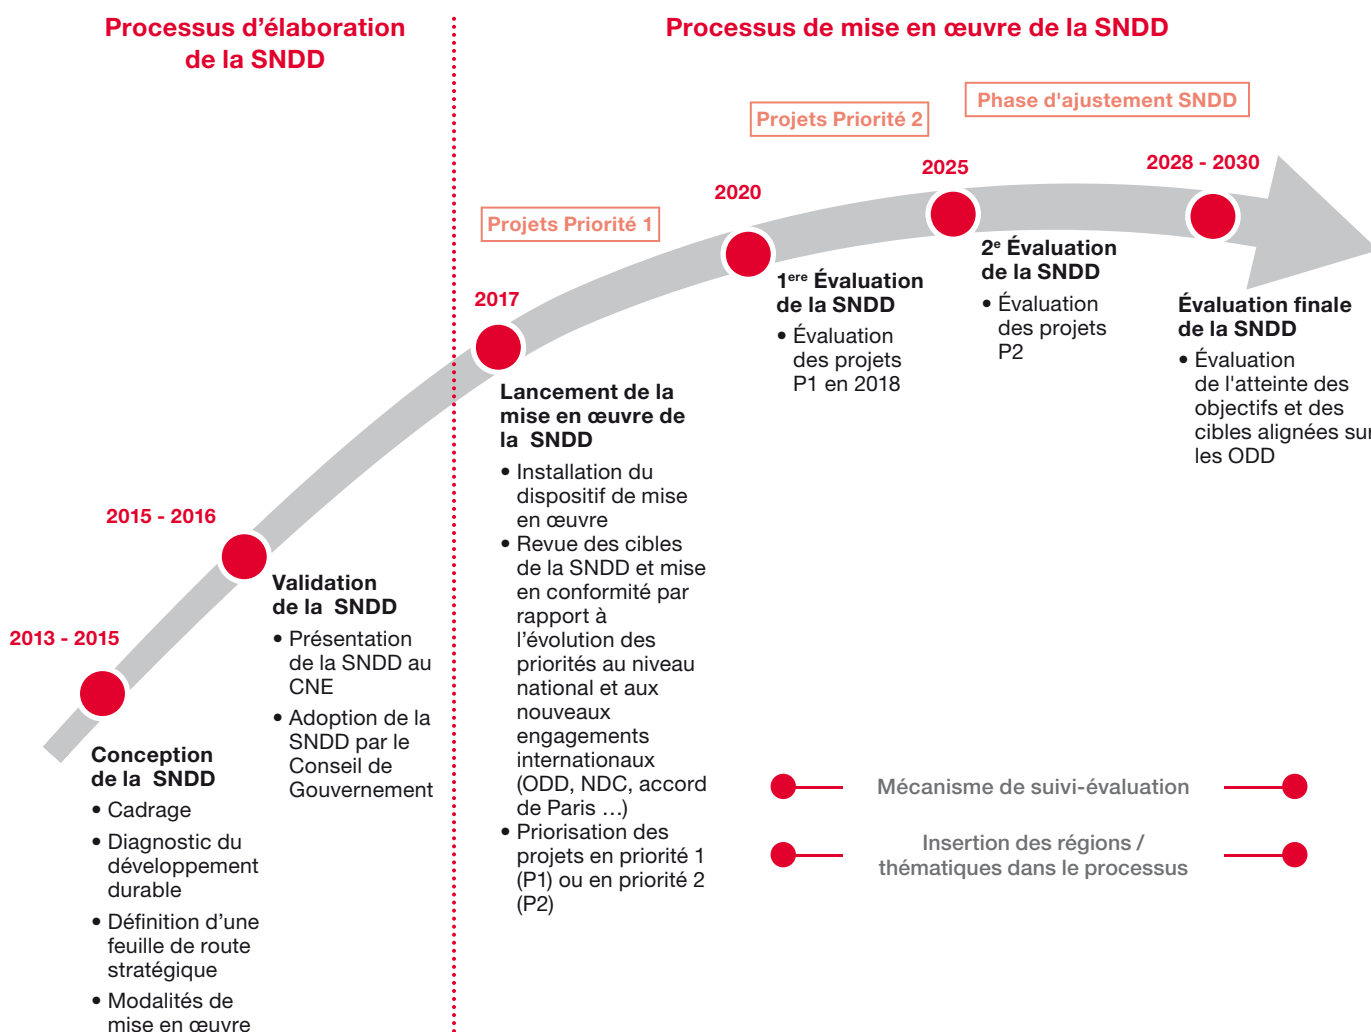 Processus d’élaboration
de la SNDD
Processus de mise en œuvre de la SNDD
Phase d'ajustement SNDD
Projets Priorité 2
Projets Priorité 1
2013 - 2015
Conception
de la SNDD
• Cadrage
• Diagnostic du
développement
durable
• Définition d’une
feuille de route
stratégique
• Modalités de
mise en œuvre
2015 - 2016
Validation
de la SNDD
• Présentation
de la SNDD au
CNE
• Adoption de la
SNDD par le
Conseil de
Gouvernement
2017
Lancement de la
mise en œuvre de
la SNDD
• Installation du
dispositif de mise
en œuvre
• Revue des cibles
de la SNDD et mise
en conformité par
rapport à
l’évolution des
priorités au niveau
national et aux
nouveaux
engagements
internationaux
(ODD, NDC, accord
de Paris ...)
• Priorisation des
projets en priorité 1
(P1) ou en priorité 2
(P2)
2020
1ere Évaluation
de la SNDD
• Évaluation
des projets
P1 en 2018
2025
2e Évaluation
de la SNDD
• Évaluation
des projets
P2
2028 - 2030
Évaluation finale
de la SNDD
• Évaluation
de l'atteinte des
objectifs et des
cibles alignées sur
les ODD
Mécanisme de suivi-évaluation
Insertion des régions /
thématiques dans le processus